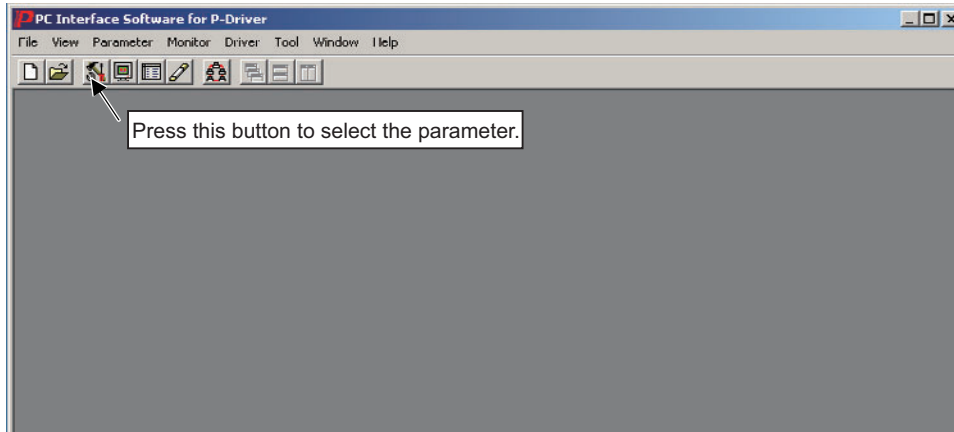 PC Interface Software for P-Driver
File View Parameter Monitor Driver Tool Window Help
Press this button to select the parameter.